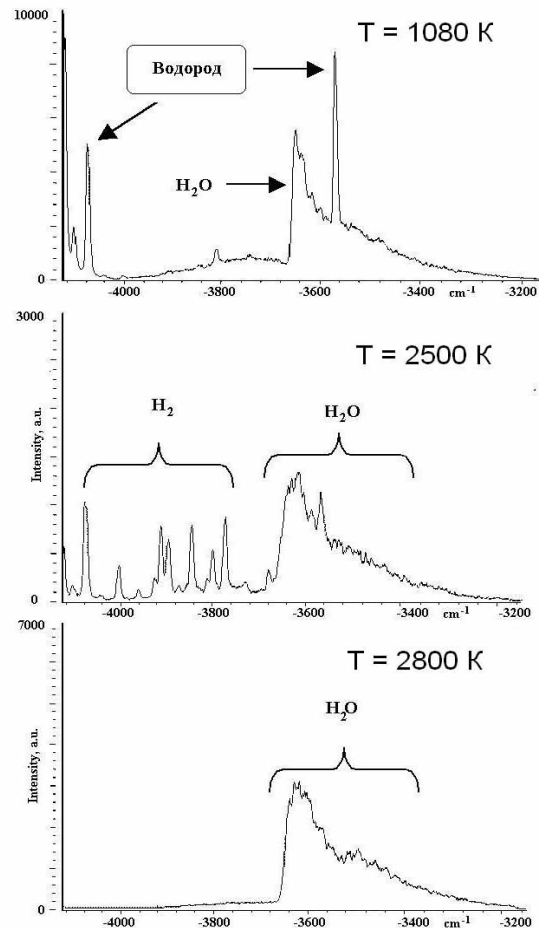 10000
T = 1080 K
Водород
H₂O
0
-4000 -3800 -3600 -3400 cm⁻¹ -3200
3000
T = 2500 K
H₂
H₂O
Intensity, a.u.
0
-4000 -3800 -3600 -3400 cm⁻¹ -3200
7000
T = 2800 K
H₂O
Intensity, a.u.
0
-4000 -3800 -3600 -3400 cm⁻¹ -3200